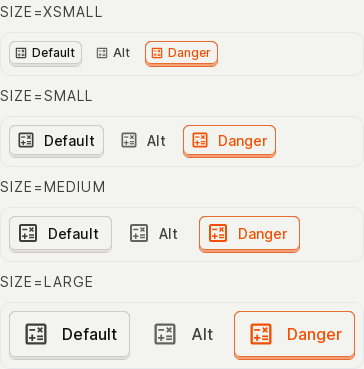 SIZE=XSMALL
Default Alt Danger
SIZE=SMALL
Default Alt Danger
SIZE=MEDIUM
Default Alt Danger
SIZE=LARGE
Default Alt Danger